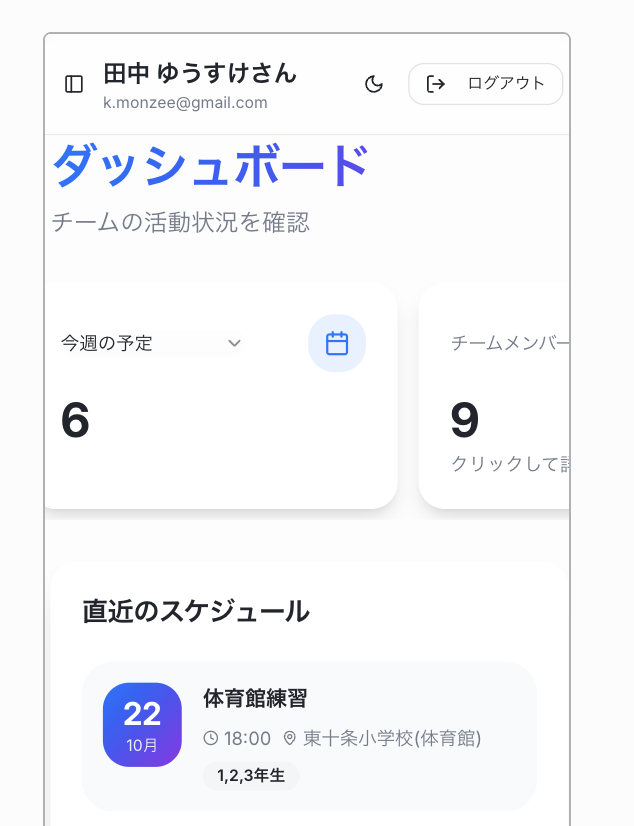 田中 ゆうすけさん
k.monzee@gmail.com
ログアウト
ダッシュボード
チームの活動状況を確認
今週の予定
6
チームメンバー
9
クリックして
直近のスケジュール
22
10月
体育館練習
18:00 東十条小学校(体育館)
1,2,3年生